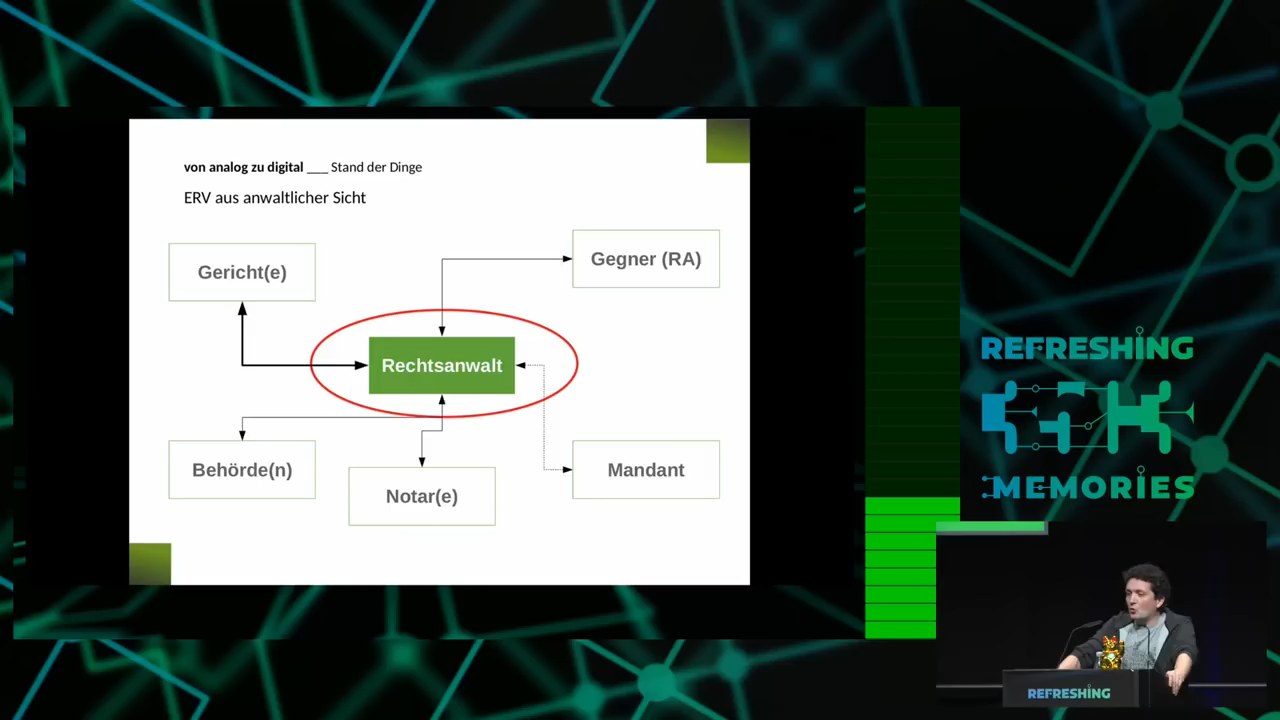 von analog zu digital ___ Stand der Dinge
ERV aus anwaltlicher Sicht
Gericht(e)
Gegner (RA)
Rechtsanwalt
Behörde(n)
Notar(e)
Mandant
REFRESHING
MEMORIES
REFRESHING